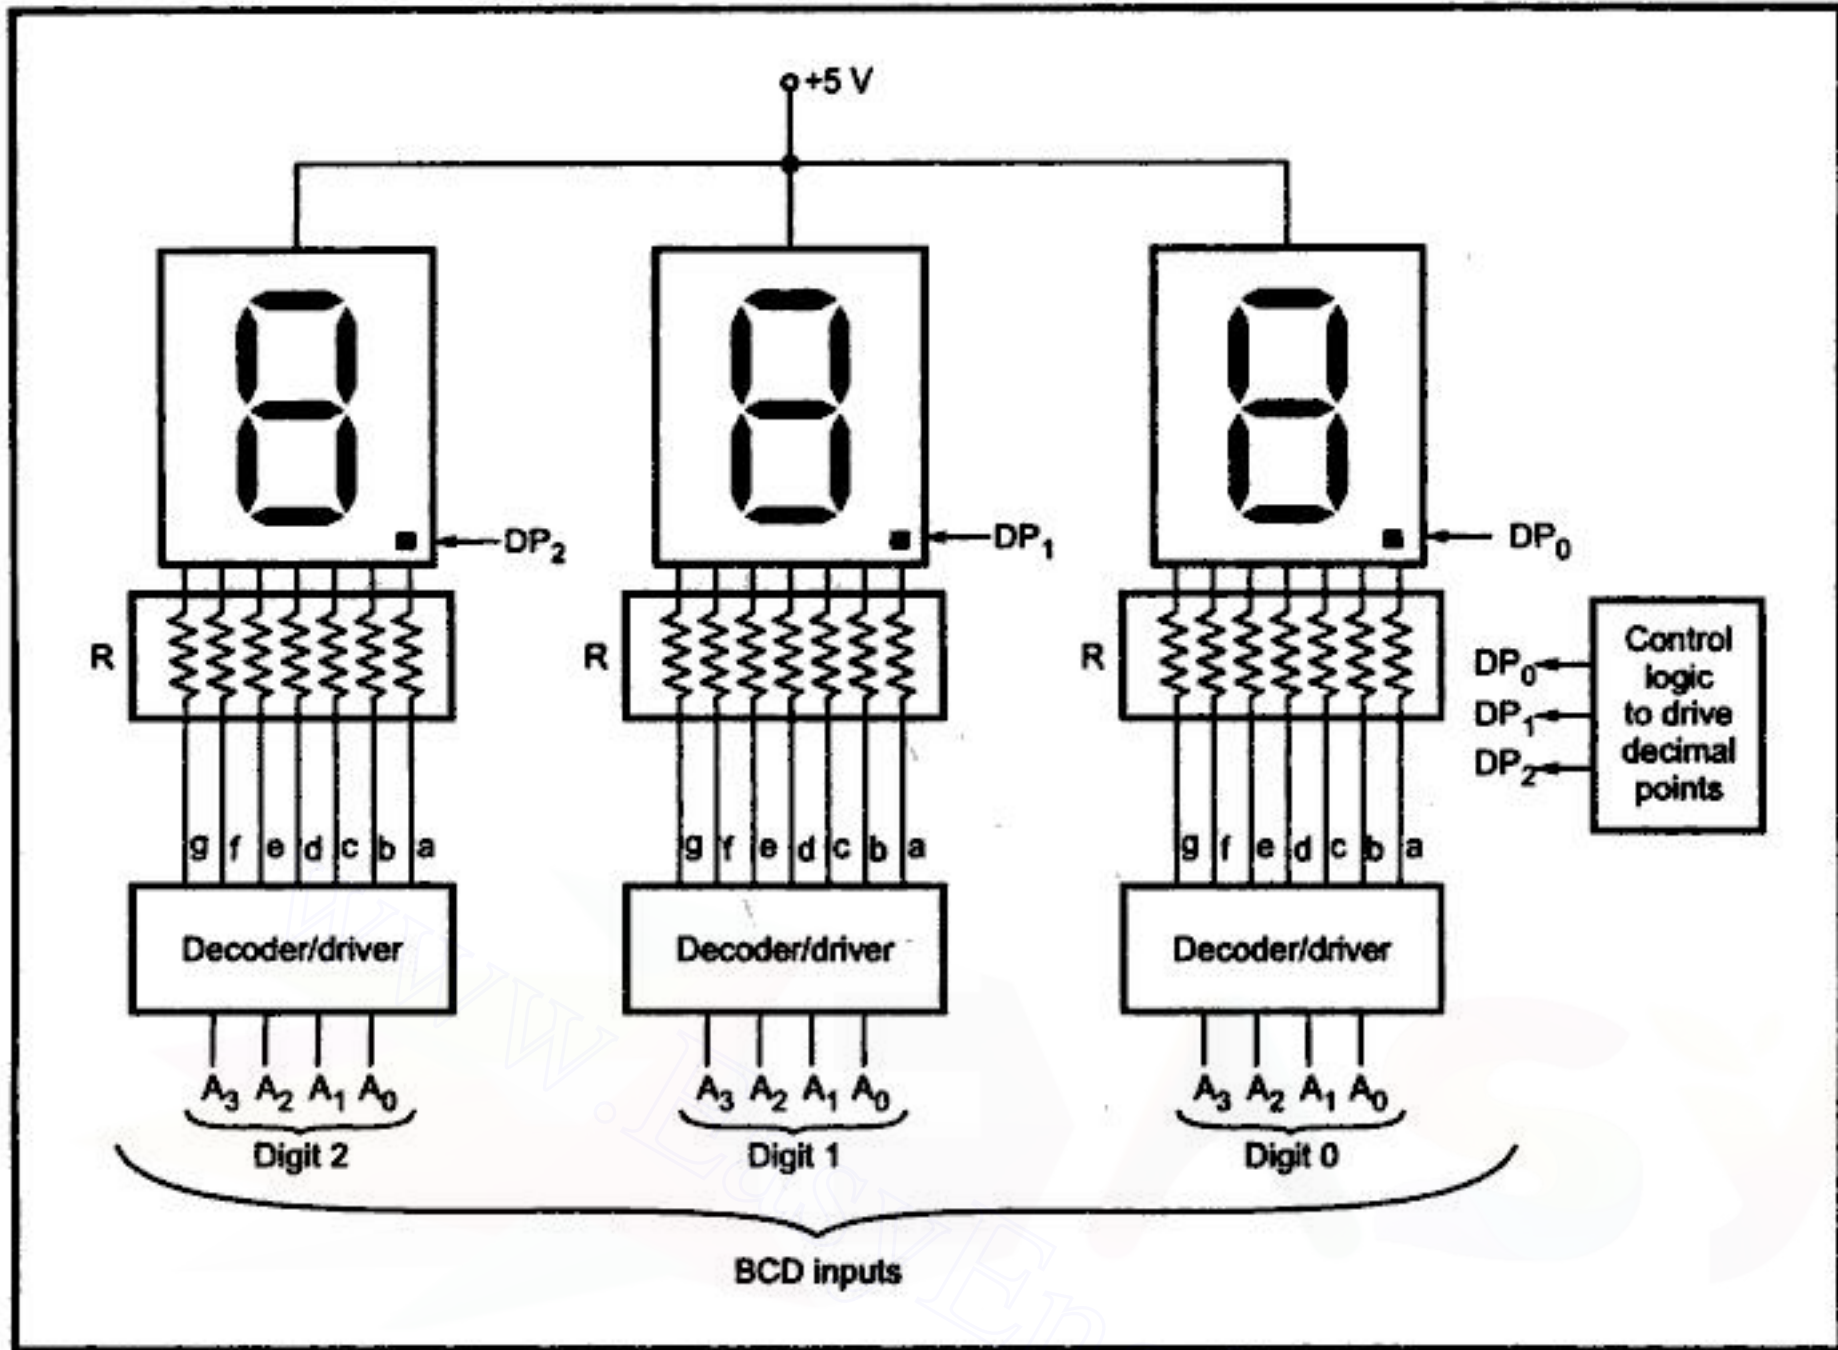 +5 V
DP2 DP1 DP0
R R R
Control
logic
to drive
decimal
points
DP0
DP1
DP2
g f e d c b a g f e d c b a g f e d c b a
Decoder/driver Decoder/driver Decoder/driver
A3 A2 A1 A0 A3 A2 A1 A0 A3 A2 A1 A0
Digit 2 Digit 1 Digit 0
BCD inputs